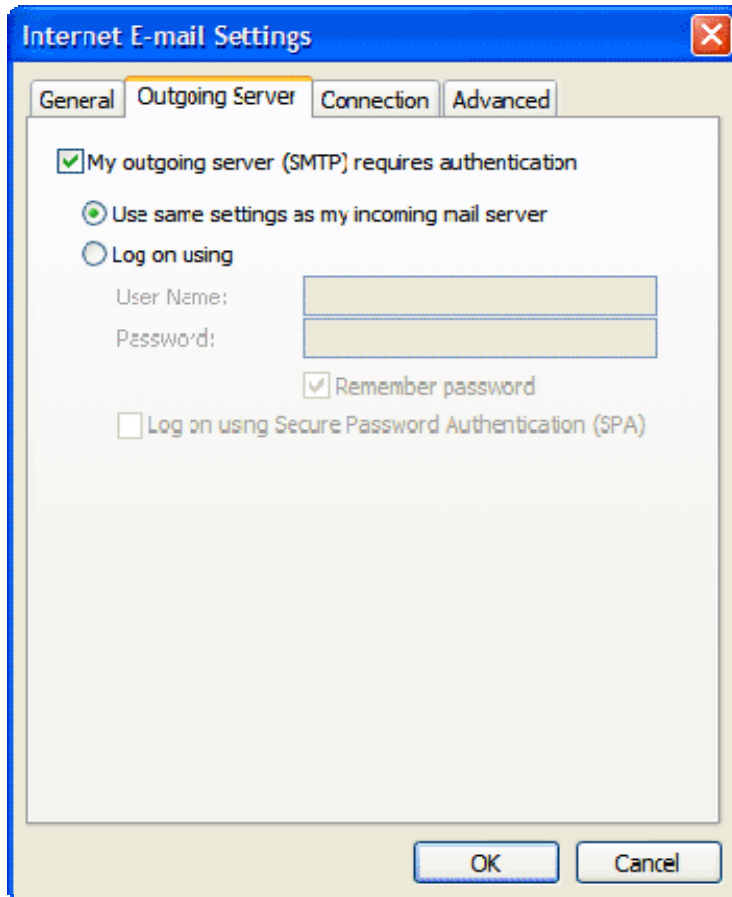 Internet E-mail Settings
General Outgoing Server Connection Advanced
My outgoing server (SMTP) requires authentication
Use same settings as my incoming mail server
Log on using
User Name:
Password:
Remember password
Log on using Secure Password Authentication (SPA)
OK Cancel